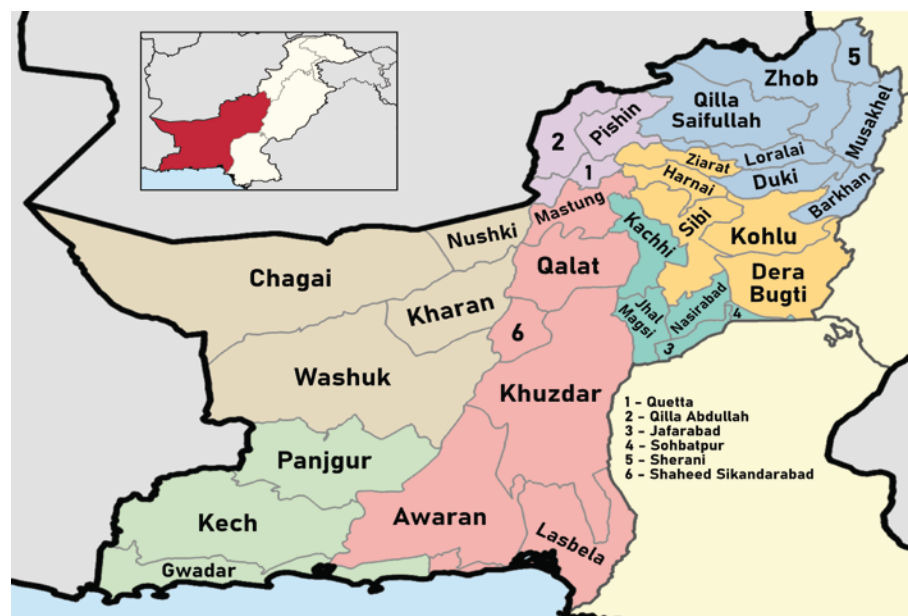 Zhob
5
Qilla
Saifullah
Musakhel
Pishin
2
Loralai
Ziarat
1
Duki
Harnai
Barkhan
Mastung
Sibi
Kachhi
Kohlu
Nushki
Qalat
Chagai
Dera
Bugti
Kharan
Nasirabad
Jhal
Magsi
4
6
3
Washuk
Khuzdar
1 - Quetta
2 - Qilla Abdullah
3 - Jafarabad
4 - Sohbatpur
5 - Sherani
6 - Shaheed Sikandarabad
Panjgur
Kech
Awaran
Lasbela
Gwadar